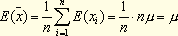 E(x̄) = 1/n ∑_{i=1}^{n} E(x_i) = 1/n · nμ = μ